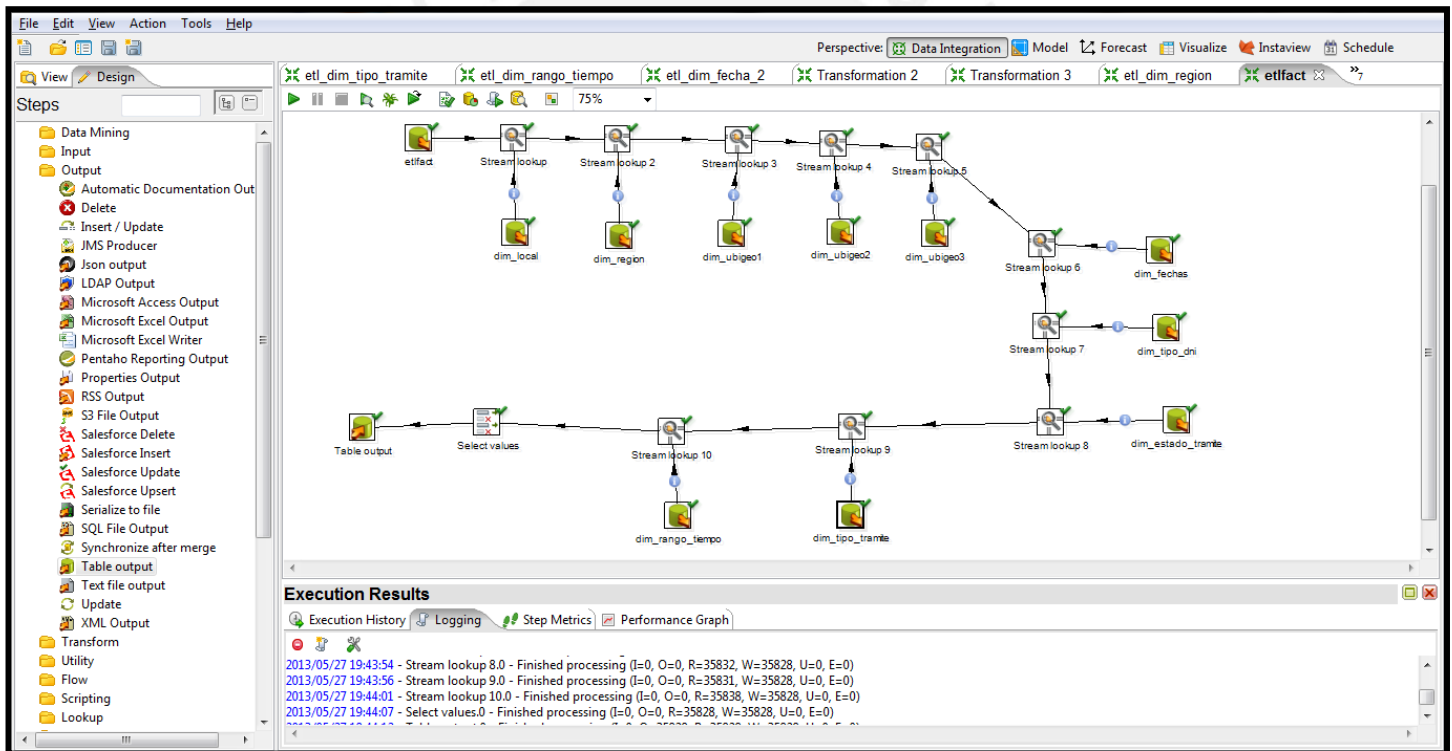 File Edit View Action Tools Help
Perspective: Data Integration Model Forecast Visualize Instaview Schedule
View Design
etl_dim_tipo_tramite etl_dim_rango_tiempo etl_dim_fecha_2 Transformation 2 Transformation 3 etl_dim_region etlfact »7
Steps
75%
Data Mining
Input
Output
Automatic Documentation Out
Delete
Insert / Update
JMS Producer
Json output
LDAP Output
Microsoft Access Output
Microsoft Excel Output
Microsoft Excel Writer
Pentaho Reporting Output
Properties Output
RSS Output
S3 File Output
Salesforce Delete
Salesforce Insert
Salesforce Update
Salesforce Upsert
Serialize to file
SQL File Output
Synchronize after merge
Table output
Text file output
Update
XML Output
Transform
Utility
Flow
Scripting
Lookup
etlfact Stream lookup Stream lookup 2 Stream lookup 3 Stream lookup 4 Stream lookup 5
dim_local dim_region dim_ubigeo1 dim_ubigeo2 dim_ubigeo3
Stream lookup 6 dim_fechas
Stream lookup 7 dim_tipo_dni
Table output Select values Stream lookup 10 Stream lookup 9 Stream lookup 8 dim_estado_tramite
dim_rango_tiempo dim_tipo_tramite
Execution Results
Execution History Logging Step Metrics Performance Graph
2013/05/27 19:43:54 - Stream lookup 8.0 - Finished processing (I=0, O=0, R=35832, W=35828, U=0, E=0)
2013/05/27 19:43:56 - Stream lookup 9.0 - Finished processing (I=0, O=0, R=35831, W=35828, U=0, E=0)
2013/05/27 19:44:01 - Stream lookup 10.0 - Finished processing (I=0, O=0, R=35838, W=35828, U=0, E=0)
2013/05/27 19:44:07 - Select values.0 - Finished processing (I=0, O=0, R=35828, W=35828, U=0, E=0)